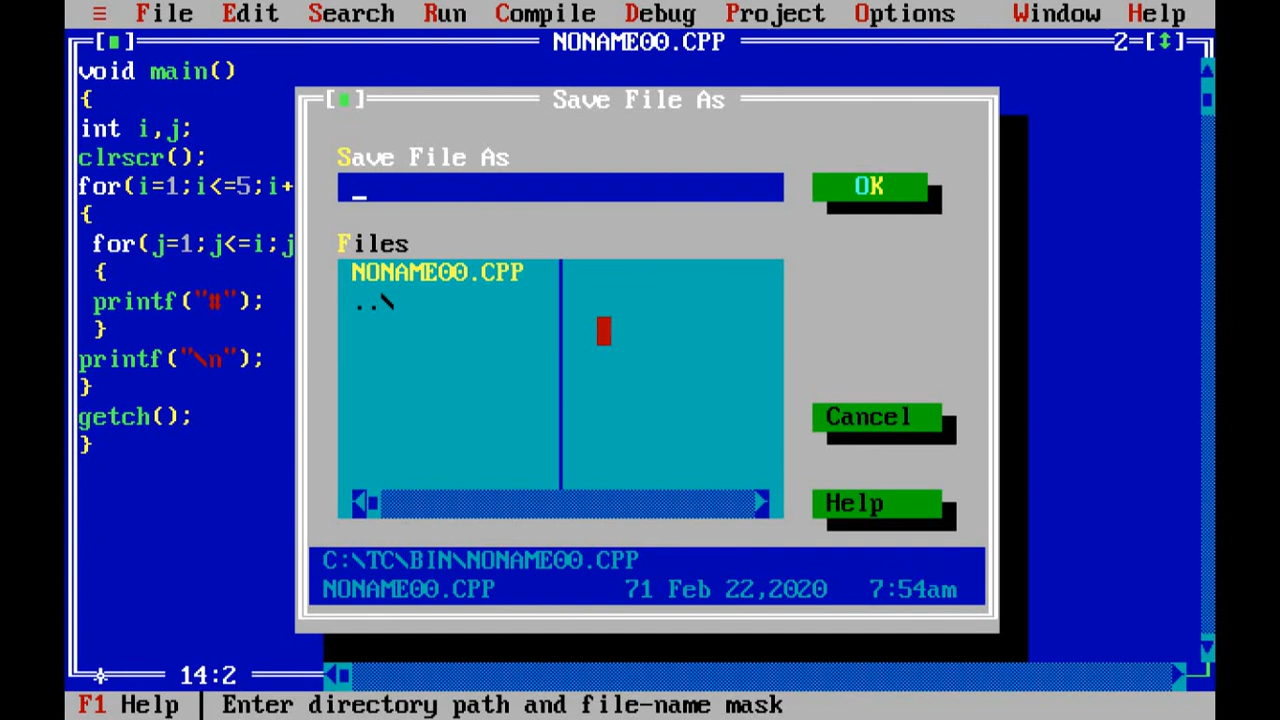 ≡ File Edit Search Run Compile Debug Project Options Window Help
[■] NONAME00.CPP 2=[↕]
void main()
{
int i,j;
clrscr();
for(i=1;i<=5;i+
{
for(j=1;j<=i;j
{
printf("#");
}
printf("\n");
}
getch();
}
[■] Save File As
Save File As
OK
Files
NONAME00.CPP
..\
Cancel
Help
C:\TC\BIN\NONAME00.CPP
NONAME00.CPP 71 Feb 22,2020 7:54am
14:2
F1 Help │ Enter directory path and file-name mask